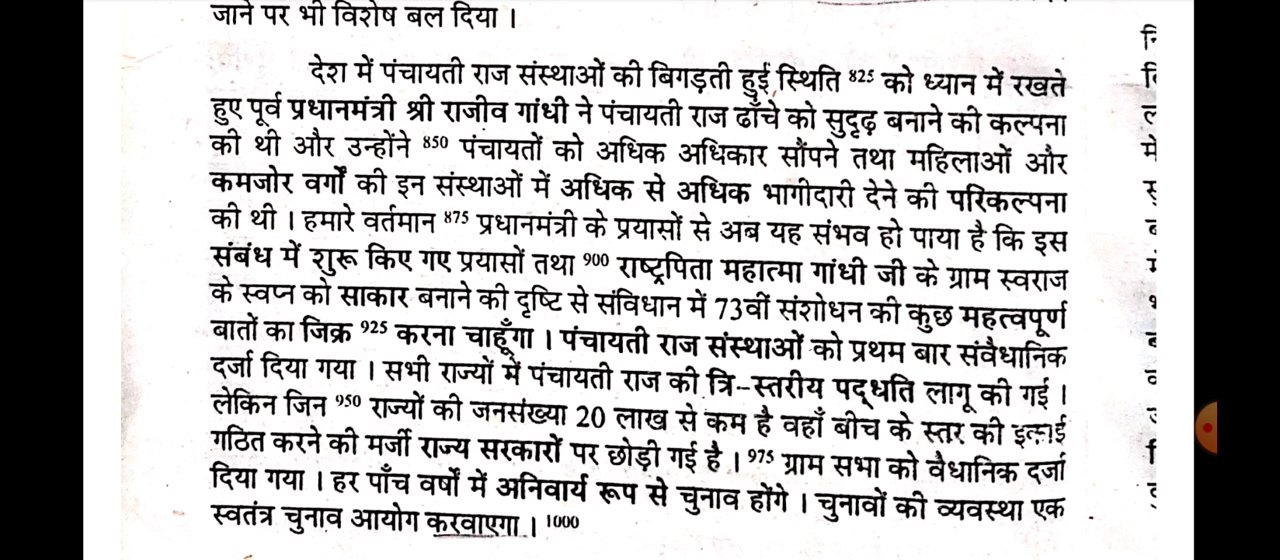 जाने पर भी विशेष बल दिया ।
देश में पंचायती राज संस्थाओं की बिगड़ती हुई स्थिति 825 को ध्यान में रखते
हुए पूर्व प्रधानमंत्री श्री राजीव गांधी ने पंचायती राज ढाँचे को सुदृढ़ बनाने की कल्पना
की थी और उन्होंने 850 पंचायतों को अधिक अधिकार सौंपने तथा महिलाओं और
कमजोर वर्गों की इन संस्थाओं में अधिक से अधिक भागीदारी देने की परिकल्पना
की थी । हमारे वर्तमान 875 प्रधानमंत्री के प्रयासों से अब यह संभव हो पाया है कि इस
संबंध में शुरू किए गए प्रयासों तथा 900 राष्ट्रपिता महात्मा गांधी जी के ग्राम स्वराज
के स्वप्न को साकार बनाने की दृष्टि से संविधान में 73वीं संशोधन की कुछ महत्वपूर्ण
बातों का जिक्र 925 करना चाहूँगा । पंचायती राज संस्थाओं को प्रथम बार संवैधानिक
दर्जा दिया गया । सभी राज्यों में पंचायती राज की त्रि-स्तरीय पद्धति लागू की गई ।
लेकिन जिन 950 राज्यों की जनसंख्या 20 लाख से कम है वहाँ बीच के स्तर की इकाई
गठित करने की मर्जी राज्य सरकारों पर छोड़ी गई है । 975 ग्राम सभा को वैधानिक दर्जा
दिया गया । हर पाँच वर्षों में अनिवार्य रूप से चुनाव होंगे । चुनावों की व्यवस्था एक
स्वतंत्र चुनाव आयोग करवाएगा । 1000